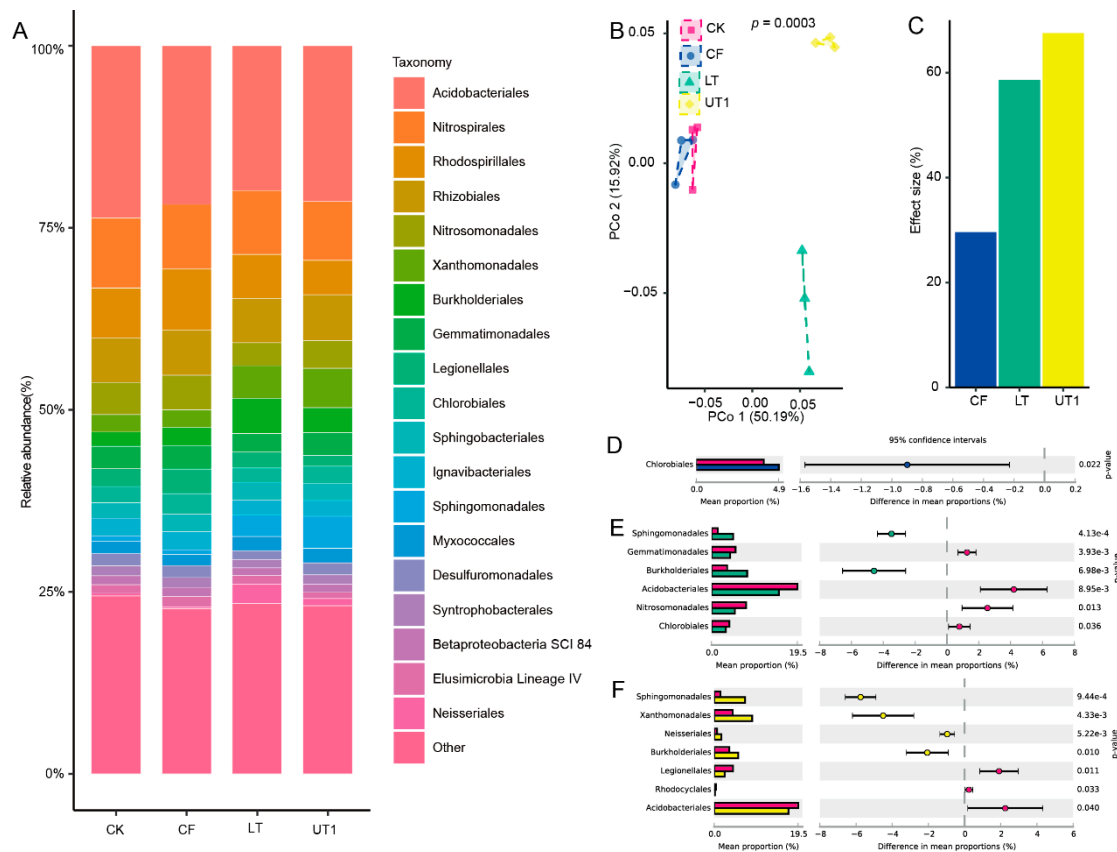 A
100%
75%
50%
25%
0%
Relative abundance(%)
CK
CF
LT
UT1
Taxonomy
Acidobacteriales
Nitrospirales
Rhodospirillales
Rhizobiales
Nitrosomonadales
Xanthomonadales
Burkholderiales
Gemmatimonadales
Legionellales
Chlorobiales
Sphingobacteriales
Ignavibacteriales
Sphingomonadales
Myxococcales
Desulfuromonadales
Syntrophobacterales
Betaproteobacteria SCI 84
Elusimicrobia Lineage IV
Neisseriales
Other
B
p = 0.0003
CK
CF
LT
UT1
0.05
0.00
−0.05
PCo 2 (15.92%)
−0.05
0.00
0.05
PCo 1 (50.19%)
C
60
40
20
0
Effect size (%)
CF
LT
UT1
D
95% confidence intervals
Chlorobiales
0.022
p-value
0.0
4.9
Mean proportion (%)
−1.6
−1.4
−1.2
−1.0
−0.8
−0.6
−0.4
−0.2
0.0
0.2
Difference in mean proportions (%)
E
Sphingomonadales
4.13e-4
Gemmatimonadales
3.93e-3
Burkholderiales
6.98e-3
Acidobacteriales
8.95e-3
Nitrosomonadales
0.013
Chlorobiales
0.036
p-value
0.0
19.5
Mean proportion (%)
−8
−6
−4
−2
0
2
4
6
8
Difference in mean proportions (%)
F
Sphingomonadales
9.44e-4
Xanthomonadales
4.33e-3
Neisseriales
5.22e-3
Burkholderiales
0.010
Legionellales
0.011
Rhodocyclales
0.033
Acidobacteriales
0.040
p-value
0.0
19.5
Mean proportion (%)
−8
−6
−4
−2
0
2
4
6
Difference in mean proportions (%)